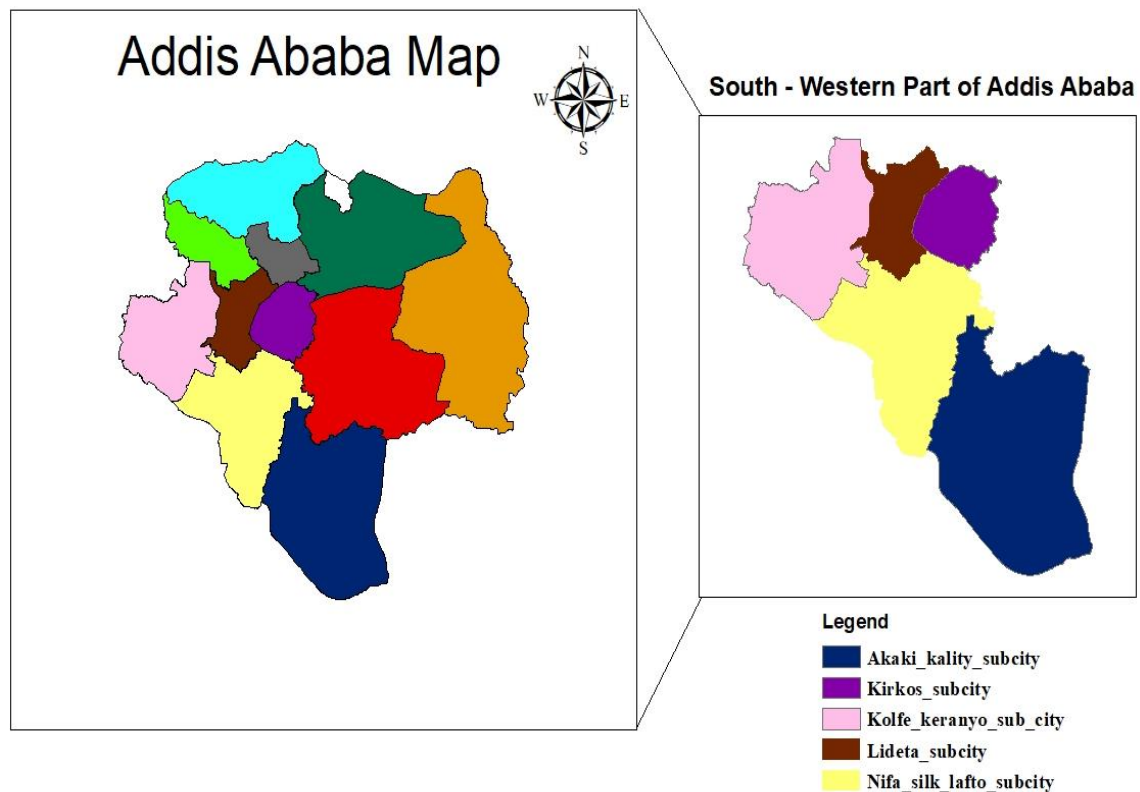 Addis Ababa Map
N
W
E
S
South - Western Part of Addis Ababa
Legend
Akaki_kality_subcity
Kirkos_subcity
Kolfe_keranyo_sub_city
Lideta_subcity
Nifa_silk_lafto_subcity